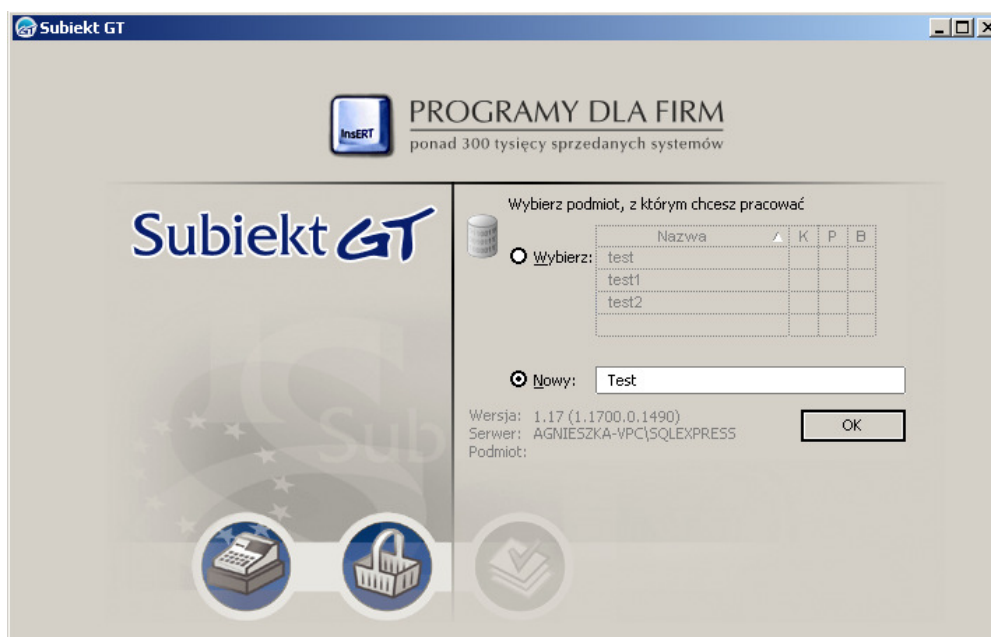 Subiekt GT
InsERT
PROGRAMY DLA FIRM
ponad 300 tysięcy sprzedanych systemów
Subiekt GT
Wybierz podmiot, z którym chcesz pracować
Nazwa K P B
Wybierz: test
test1
test2
Nowy: Test
Wersja: 1.17 (1.1700.0.1490)
Serwer: AGNIESZKA-VPC\SQLEXPRESS
Podmiot:
OK
Sub